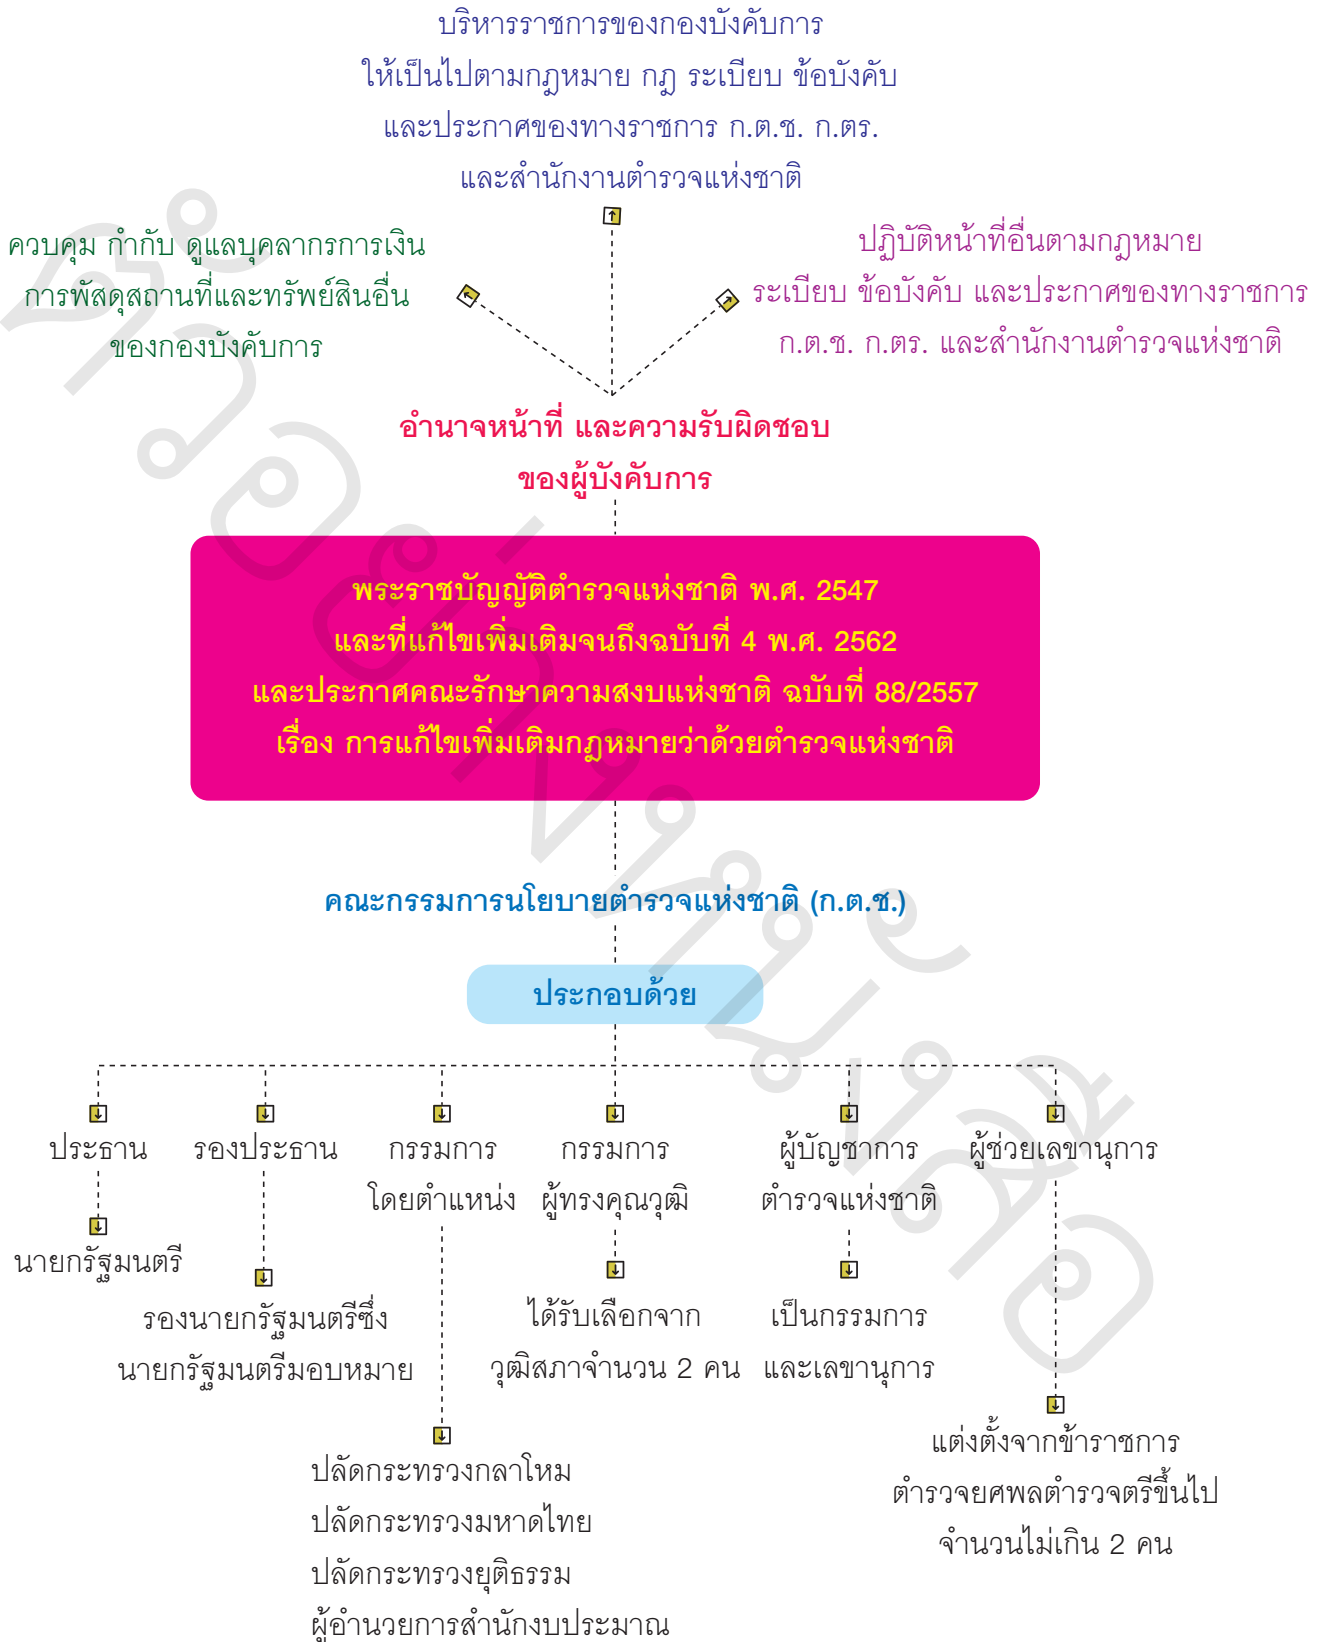 บริหารราชการของกองบังคับการ
ให้เป็นไปตามกฎหมาย กฎ ระเบียบ ข้อบังคับ
และประกาศของทางราชการ ก.ต.ช. ก.ตร.
และสำนักงานตำรวจแห่งชาติ
ควบคุม กำกับ ดูแลบุคลากรการเงิน
การพัสดุสถานที่และทรัพย์สินอื่น
ของกองบังคับการ
ปฏิบัติหน้าที่อื่นตามกฎหมาย
ระเบียบ ข้อบังคับ และประกาศของทางราชการ
ก.ต.ช. ก.ตร. และสำนักงานตำรวจแห่งชาติ
อำนาจหน้าที่ และความรับผิดชอบ
ของผู้บังคับการ
พระราชบัญญัติตำรวจแห่งชาติ พ.ศ. 2547
และที่แก้ไขเพิ่มเติมจนถึงฉบับที่ 4 พ.ศ. 2562
และประกาศคณะรักษาความสงบแห่งชาติ ฉบับที่ 88/2557
เรื่อง การแก้ไขเพิ่มเติมกฎหมายว่าด้วยตำรวจแห่งชาติ
คณะกรรมการนโยบายตำรวจแห่งชาติ (ก.ต.ช.)
ประกอบด้วย
ประธาน
นายกรัฐมนตรี
รองประธาน
รองนายกรัฐมนตรีซึ่ง
นายกรัฐมนตรีมอบหมาย
กรรมการ
โดยตำแหน่ง
ปลัดกระทรวงกลาโหม
ปลัดกระทรวงมหาดไทย
ปลัดกระทรวงยุติธรรม
ผู้อำนวยการสำนักงบประมาณ
กรรมการ
ผู้ทรงคุณวุฒิ
ได้รับเลือกจาก
วุฒิสภาจำนวน 2 คน
ผู้บัญชาการ
ตำรวจแห่งชาติ
เป็นกรรมการ
และเลขานุการ
ผู้ช่วยเลขานุการ
แต่งตั้งจากข้าราชการ
ตำรวจยศพลตำรวจตรีขึ้นไป
จำนวนไม่เกิน 2 คน
ตัวอย่างหนังสือ